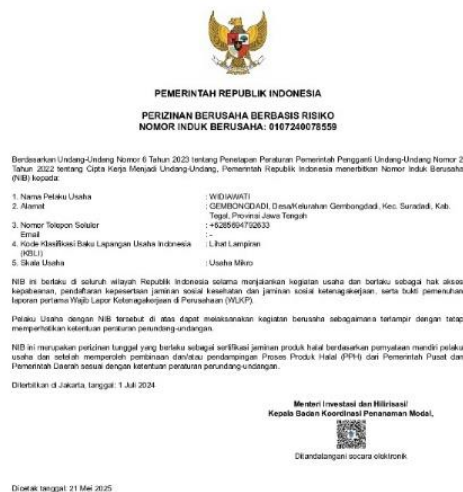 PEMERINTAH REPUBLIK INDONESIA
PERIZINAN BERUSAHA BERBASIS RISIKO
NOMOR INDUK BERUSAHA: 0107240078559
Berdasarkan Undang-Undang Nomor 6 Tahun 2023 tentang Penetapan Peraturan Pemerintah Pengganti Undang-Undang Nomor 2
Tahun 2022 tentang Cipta Kerja Menjadi Undang-Undang, Pemerintah Republik Indonesia menerbitkan Nomor Induk Berusaha
(NIB) kepada:
1. Nama Pelaku Usaha : WIDIAWATI
2. Alamat : GEMBONGDADI, Desa/Kelurahan Gembongdadi, Kec. Suradadi, Kab.
Tegal, Provinsi Jawa Tengah
3. Nomor Telepon Seluler : +6285694792633
Email : -
4. Kode Klasifikasi Baku Lapangan Usaha Indonesia : Lihat Lampiran
(KBLI)
5. Skala Usaha : Usaha Mikro
NIB ini berlaku di seluruh wilayah Republik Indonesia selama menjalankan kegiatan usaha dan berlaku sebagai hak akses
kepabeanan, pendaftaran kepesertaan jaminan sosial kesehatan dan jaminan sosial ketenagakerjaan, serta bukti pemenuhan
laporan pertama Wajib Lapor Ketenagakerjaan di Perusahaan (WLKP).
Pelaku Usaha dengan NIB tersebut di atas dapat melaksanakan kegiatan berusaha sebagaimana terlampir dengan tetap
memperhatikan ketentuan peraturan perundang-undangan.
NIB ini merupakan perizinan tunggal yang berlaku sebagai sertifikasi jaminan produk halal berdasarkan pernyataan mandiri pelaku
usaha dan setelah memperoleh pembinaan dan/atau pendampingan Proses Produk Halal (PPH) dari Pemerintah Pusat dan
Pemerintah Daerah sesuai dengan ketentuan peraturan perundang-undangan.
Diterbitkan di Jakarta, tanggal: 1 Juli 2024
Menteri Investasi dan Hilirisasi/
Kepala Badan Koordinasi Penanaman Modal,
Ditandatangani secara elektronik
Dicetak tanggal: 21 Mei 2025